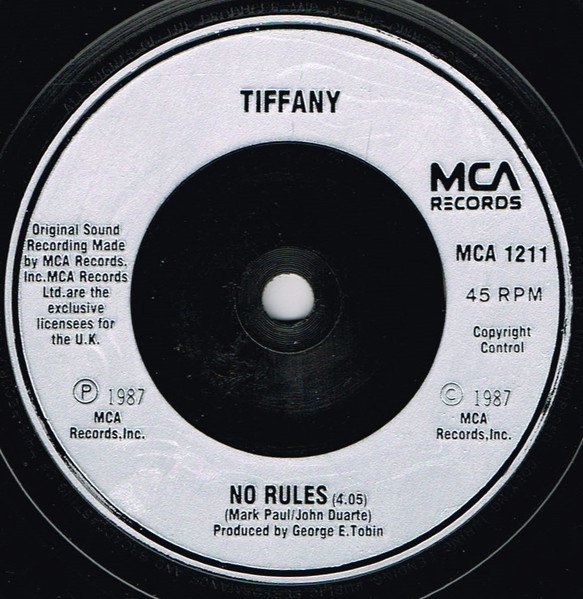 TIFFANY
MCA
RECORDS
MCA 1211
45 RPM
Copyright
Control
Original Sound
Recording Made
by MCA Records.
Inc.MCA Records
Ltd.are the
exclusive
licensees for
the U.K.
Ⓟ 1987
MCA
Records,Inc.
© 1987
MCA
Records,Inc.
NO RULES (4.05)
(Mark Paul/John Duarte)
Produced by George E.Tobin